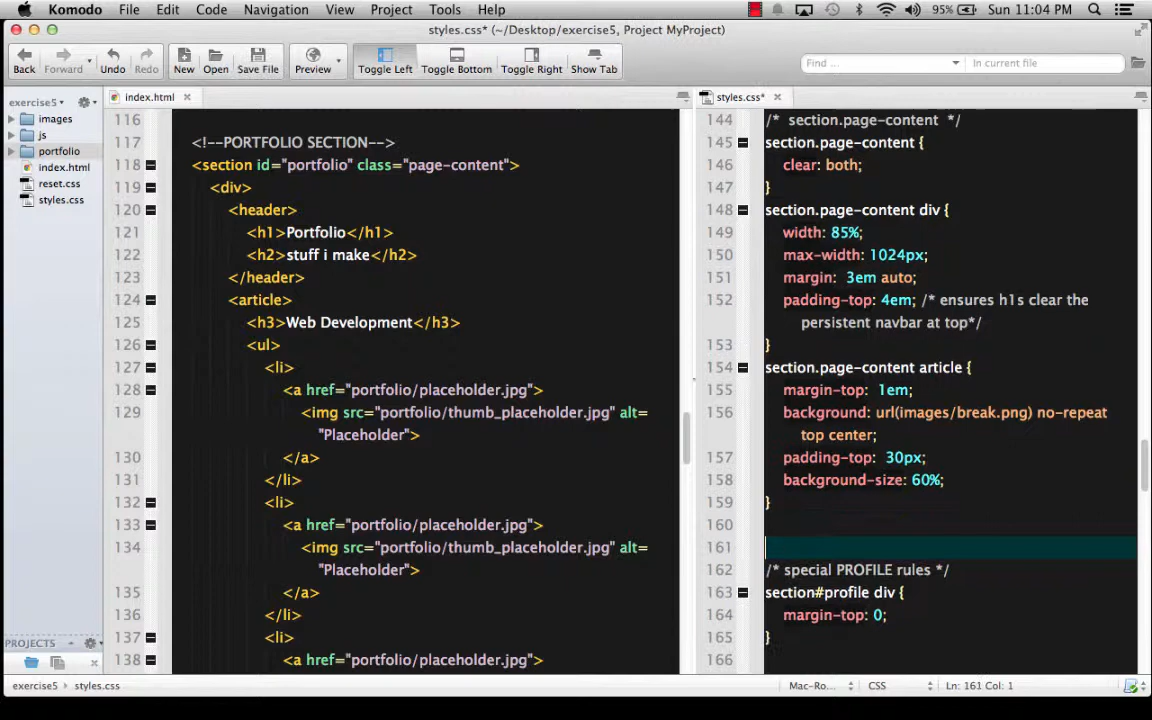 Komodo File Edit Code Navigation View Project Tools Help 95% Sun 11:04 PM
styles.css* (~/Desktop/exercise5, Project MyProject)
Back Forward Undo Redo New Open Save File Preview Toggle Left Toggle Bottom Toggle Right Show Tab Find ... In current file
exercise5
images
js
portfolio
index.html
reset.css
styles.css
PROJECTS
index.html
116
117 <!--PORTFOLIO SECTION-->
118 <section id="portfolio" class="page-content">
119 <div>
120 <header>
121 <h1>Portfolio</h1>
122 <h2>stuff i make</h2>
123 </header>
124 <article>
125 <h3>Web Development</h3>
126 <ul>
127 <li>
128 <a href="portfolio/placeholder.jpg">
129 <img src="portfolio/thumb_placeholder.jpg" alt=
"Placeholder">
130 </a>
131 </li>
132 <li>
133 <a href="portfolio/placeholder.jpg">
134 <img src="portfolio/thumb_placeholder.jpg" alt=
"Placeholder">
135 </a>
136 </li>
137 <li>
138 <a href="portfolio/placeholder.jpg">
styles.css*
144 /* section.page-content */
145 section.page-content {
146 clear: both;
147 }
148 section.page-content div {
149 width: 85%;
150 max-width: 1024px;
151 margin: 3em auto;
152 padding-top: 4em; /* ensures h1s clear the
persistent navbar at top*/
153 }
154 section.page-content article {
155 margin-top: 1em;
156 background: url(images/break.png) no-repeat
top center;
157 padding-top: 30px;
158 background-size: 60%;
159 }
160
161
162 /* special PROFILE rules */
163 section#profile div {
164 margin-top: 0;
165 }
166
exercise5 > styles.css Mac-Ro... CSS Ln: 161 Col: 1